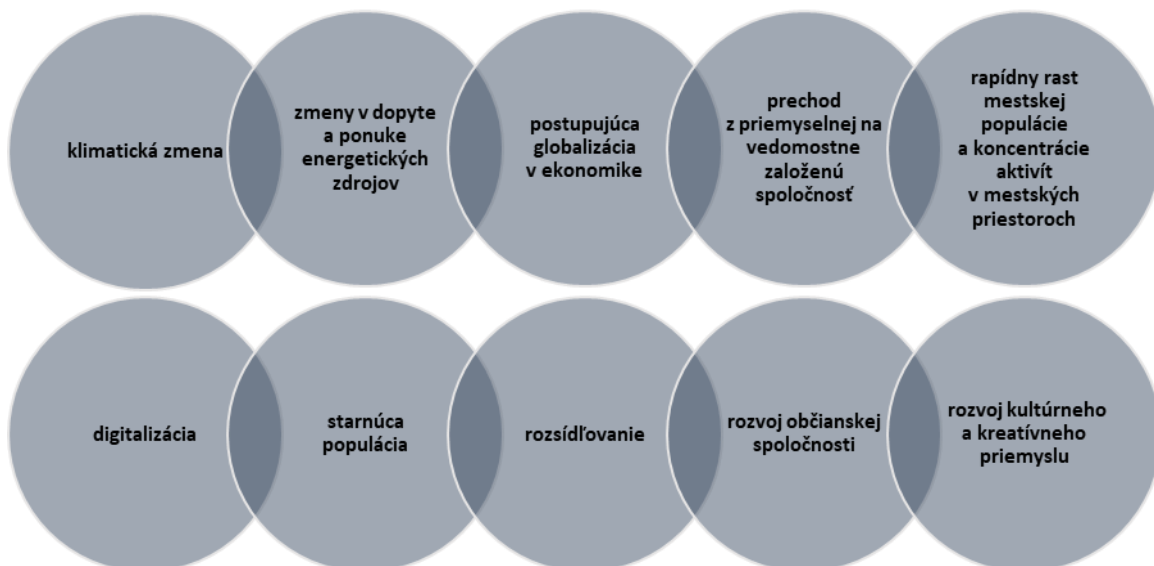 klimatická zmena
zmeny v dopyte
a ponuke
energetických
zdrojov
postupujúca
globalizácia
v ekonomike
prechod
z priemyselnej na
vedomostne
založenú
spoločnosť
rapídny rast
mestskej
populácie
a koncentrácie
aktivít
v mestských
priestoroch
digitalizácia
starnúca
populácia
rozsídľovanie
rozvoj občianskej
spoločnosti
rozvoj kultúrneho
a kreatívneho
priemyslu